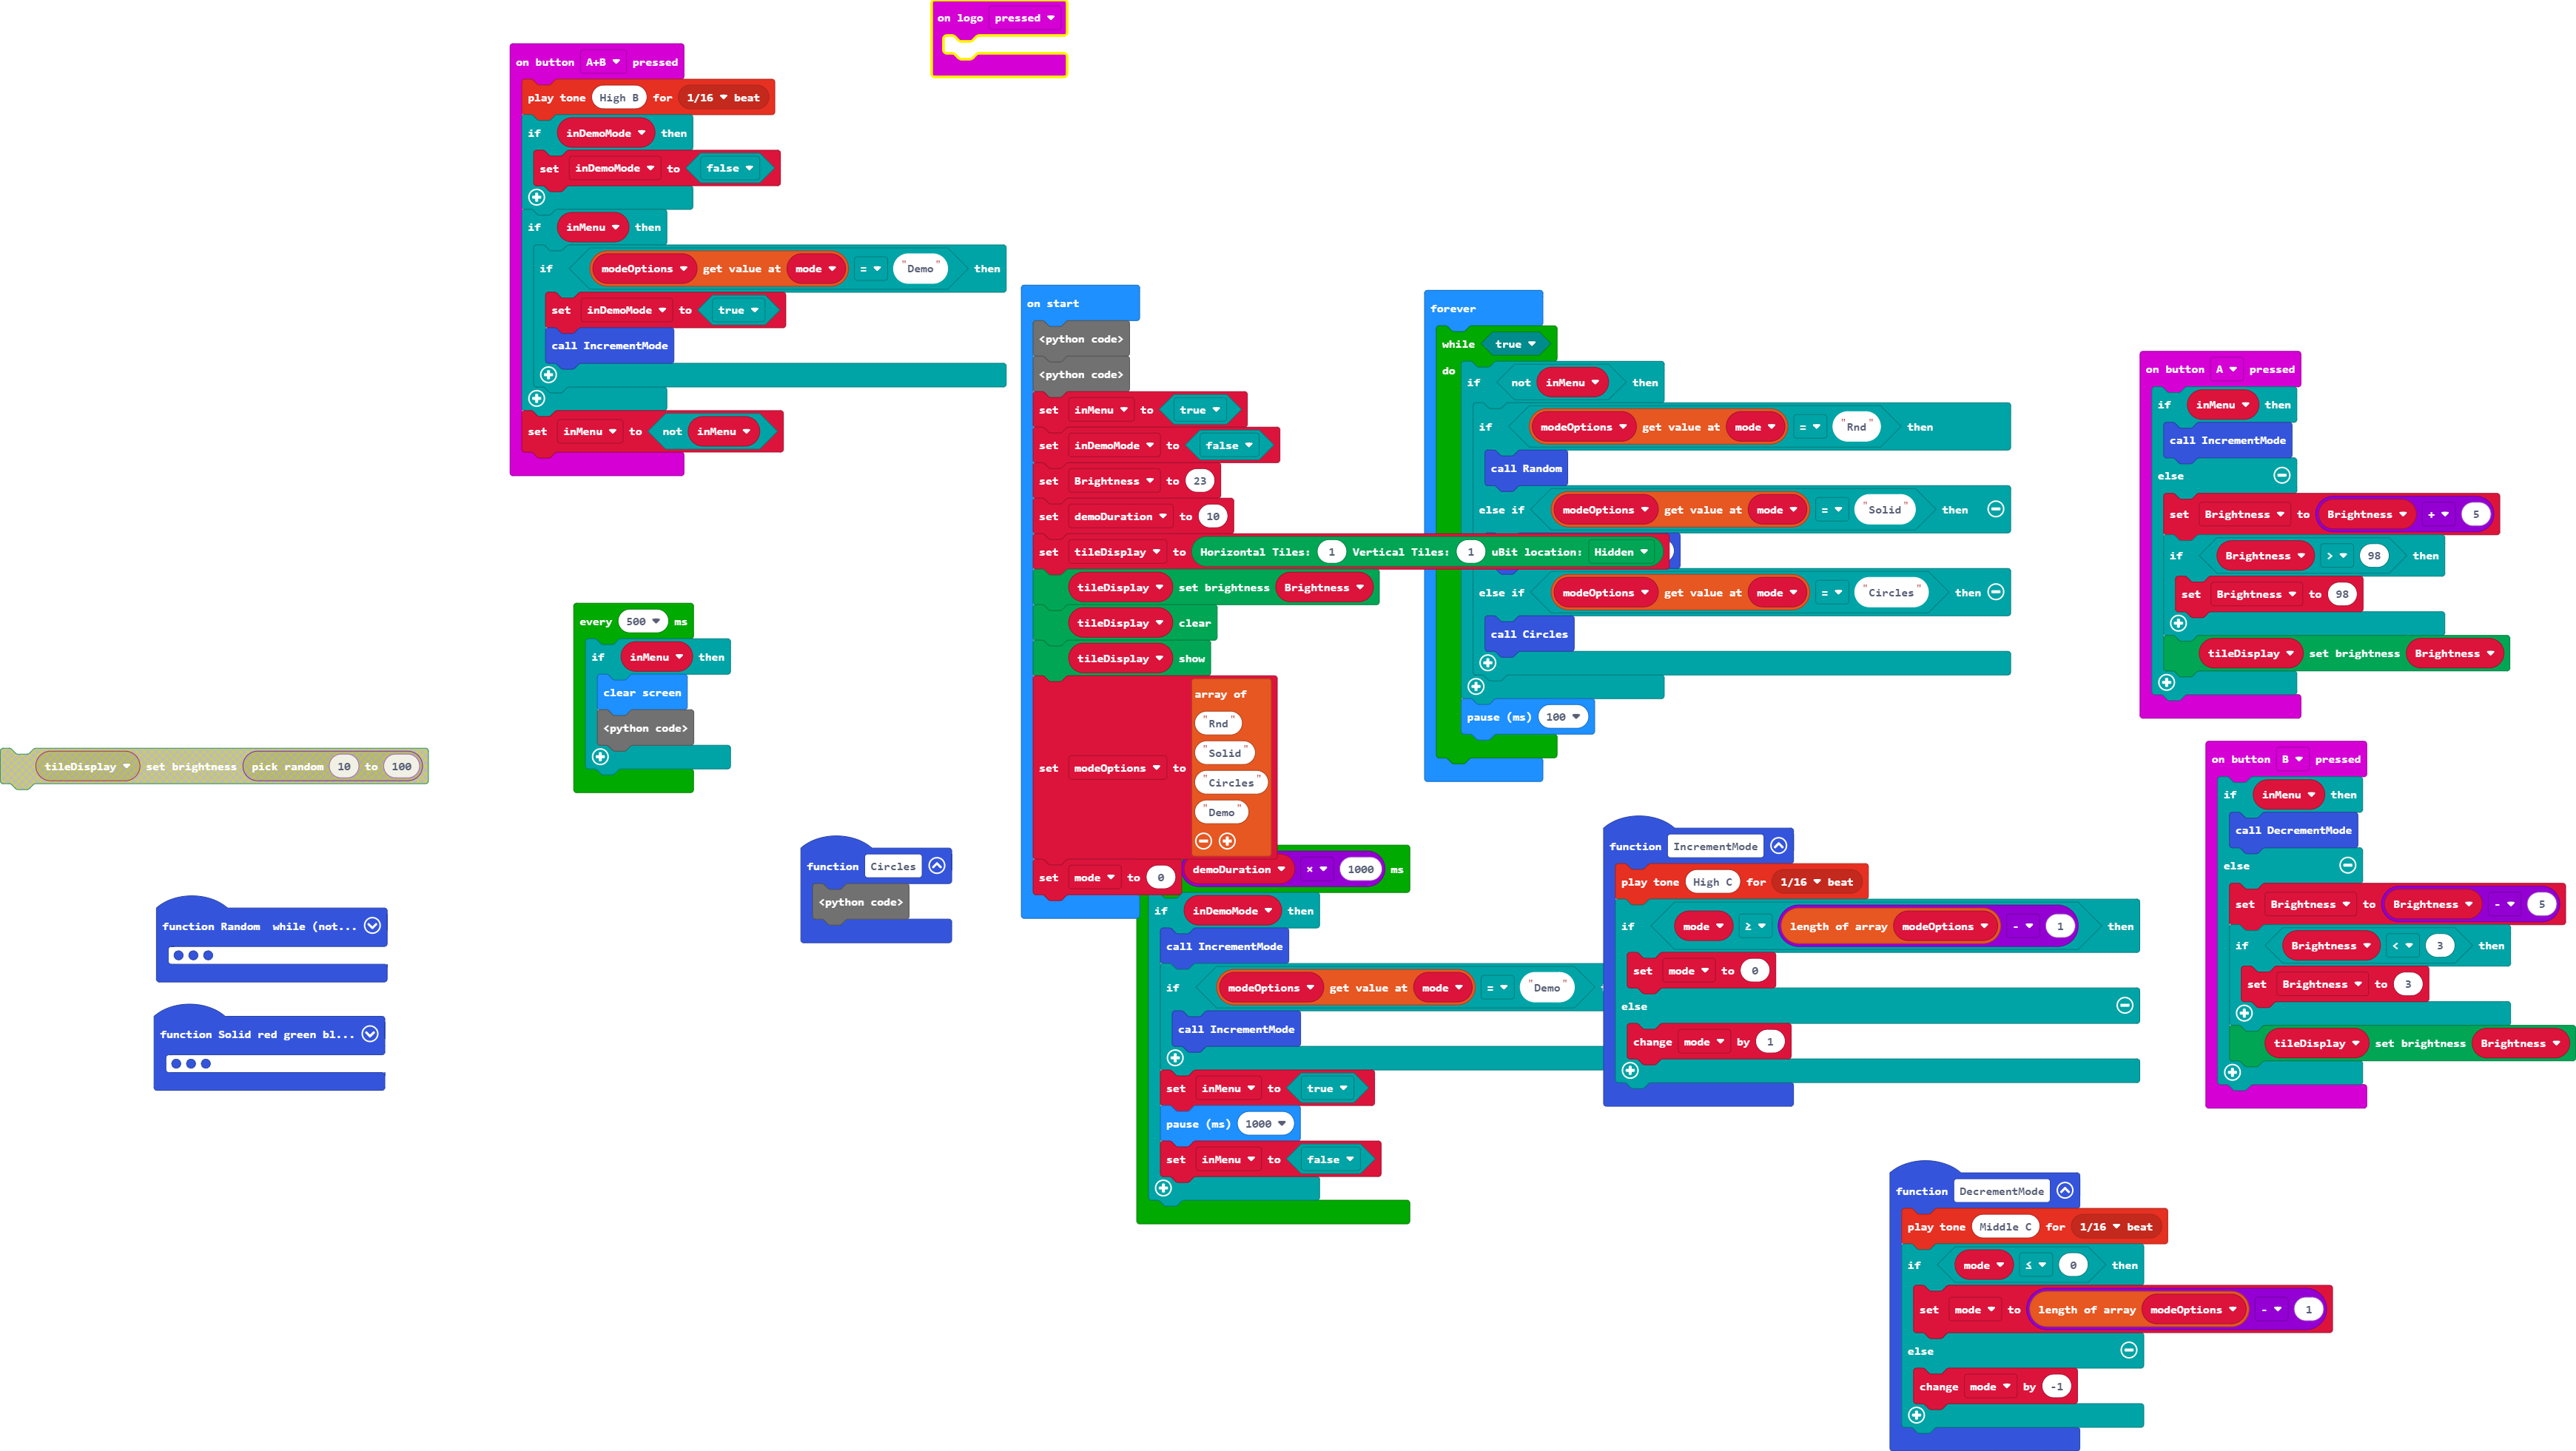 on logo pressed
on button A+B pressed
play tone High B for 1/16 beat
if inDemoMode then
set inDemoMode to false
if inMenu then
if modeOptions get value at mode = "Demo" then
set inDemoMode to true
call IncrementMode
set inMenu to not inMenu
on start
<python code>
<python code>
set inMenu to true
set inDemoMode to false
set Brightness to 23
set demoDuration to 10
set tileDisplay to Horizontal Tiles: 1 Vertical Tiles: 1 uBit location: Hidden
tileDisplay set brightness Brightness
tileDisplay clear
tileDisplay show
set modeOptions to array of
"Rnd"
"Solid"
"Circles"
"Demo"
set mode to 0
forever
while true
do if not inMenu then
if modeOptions get value at mode = "Rnd" then
call Random
else if modeOptions get value at mode = "Solid" then
else if modeOptions get value at mode = "Circles" then
call Circles
pause (ms) 100
on button A pressed
if inMenu then
call IncrementMode
else
set Brightness to Brightness + 5
if Brightness > 98 then
set Brightness to 98
tileDisplay set brightness Brightness
every 500 ms
if inMenu then
clear screen
<python code>
tileDisplay set brightness pick random 10 to 100
on button B pressed
if inMenu then
call DecrementMode
else
set Brightness to Brightness - 5
if Brightness < 3 then
set Brightness to 3
tileDisplay set brightness Brightness
function Circles
<python code>
function Random while (not...
function Solid red green bl...
demoDuration × 1000 ms
if inDemoMode then
call IncrementMode
if modeOptions get value at mode = "Demo"
call IncrementMode
set inMenu to true
pause (ms) 1000
set inMenu to false
function IncrementMode
play tone High C for 1/16 beat
if mode ≥ length of array modeOptions - 1 then
set mode to 0
else
change mode by 1
function DecrementMode
play tone Middle C for 1/16 beat
if mode ≤ 0 then
set mode to length of array modeOptions - 1
else
change mode by -1